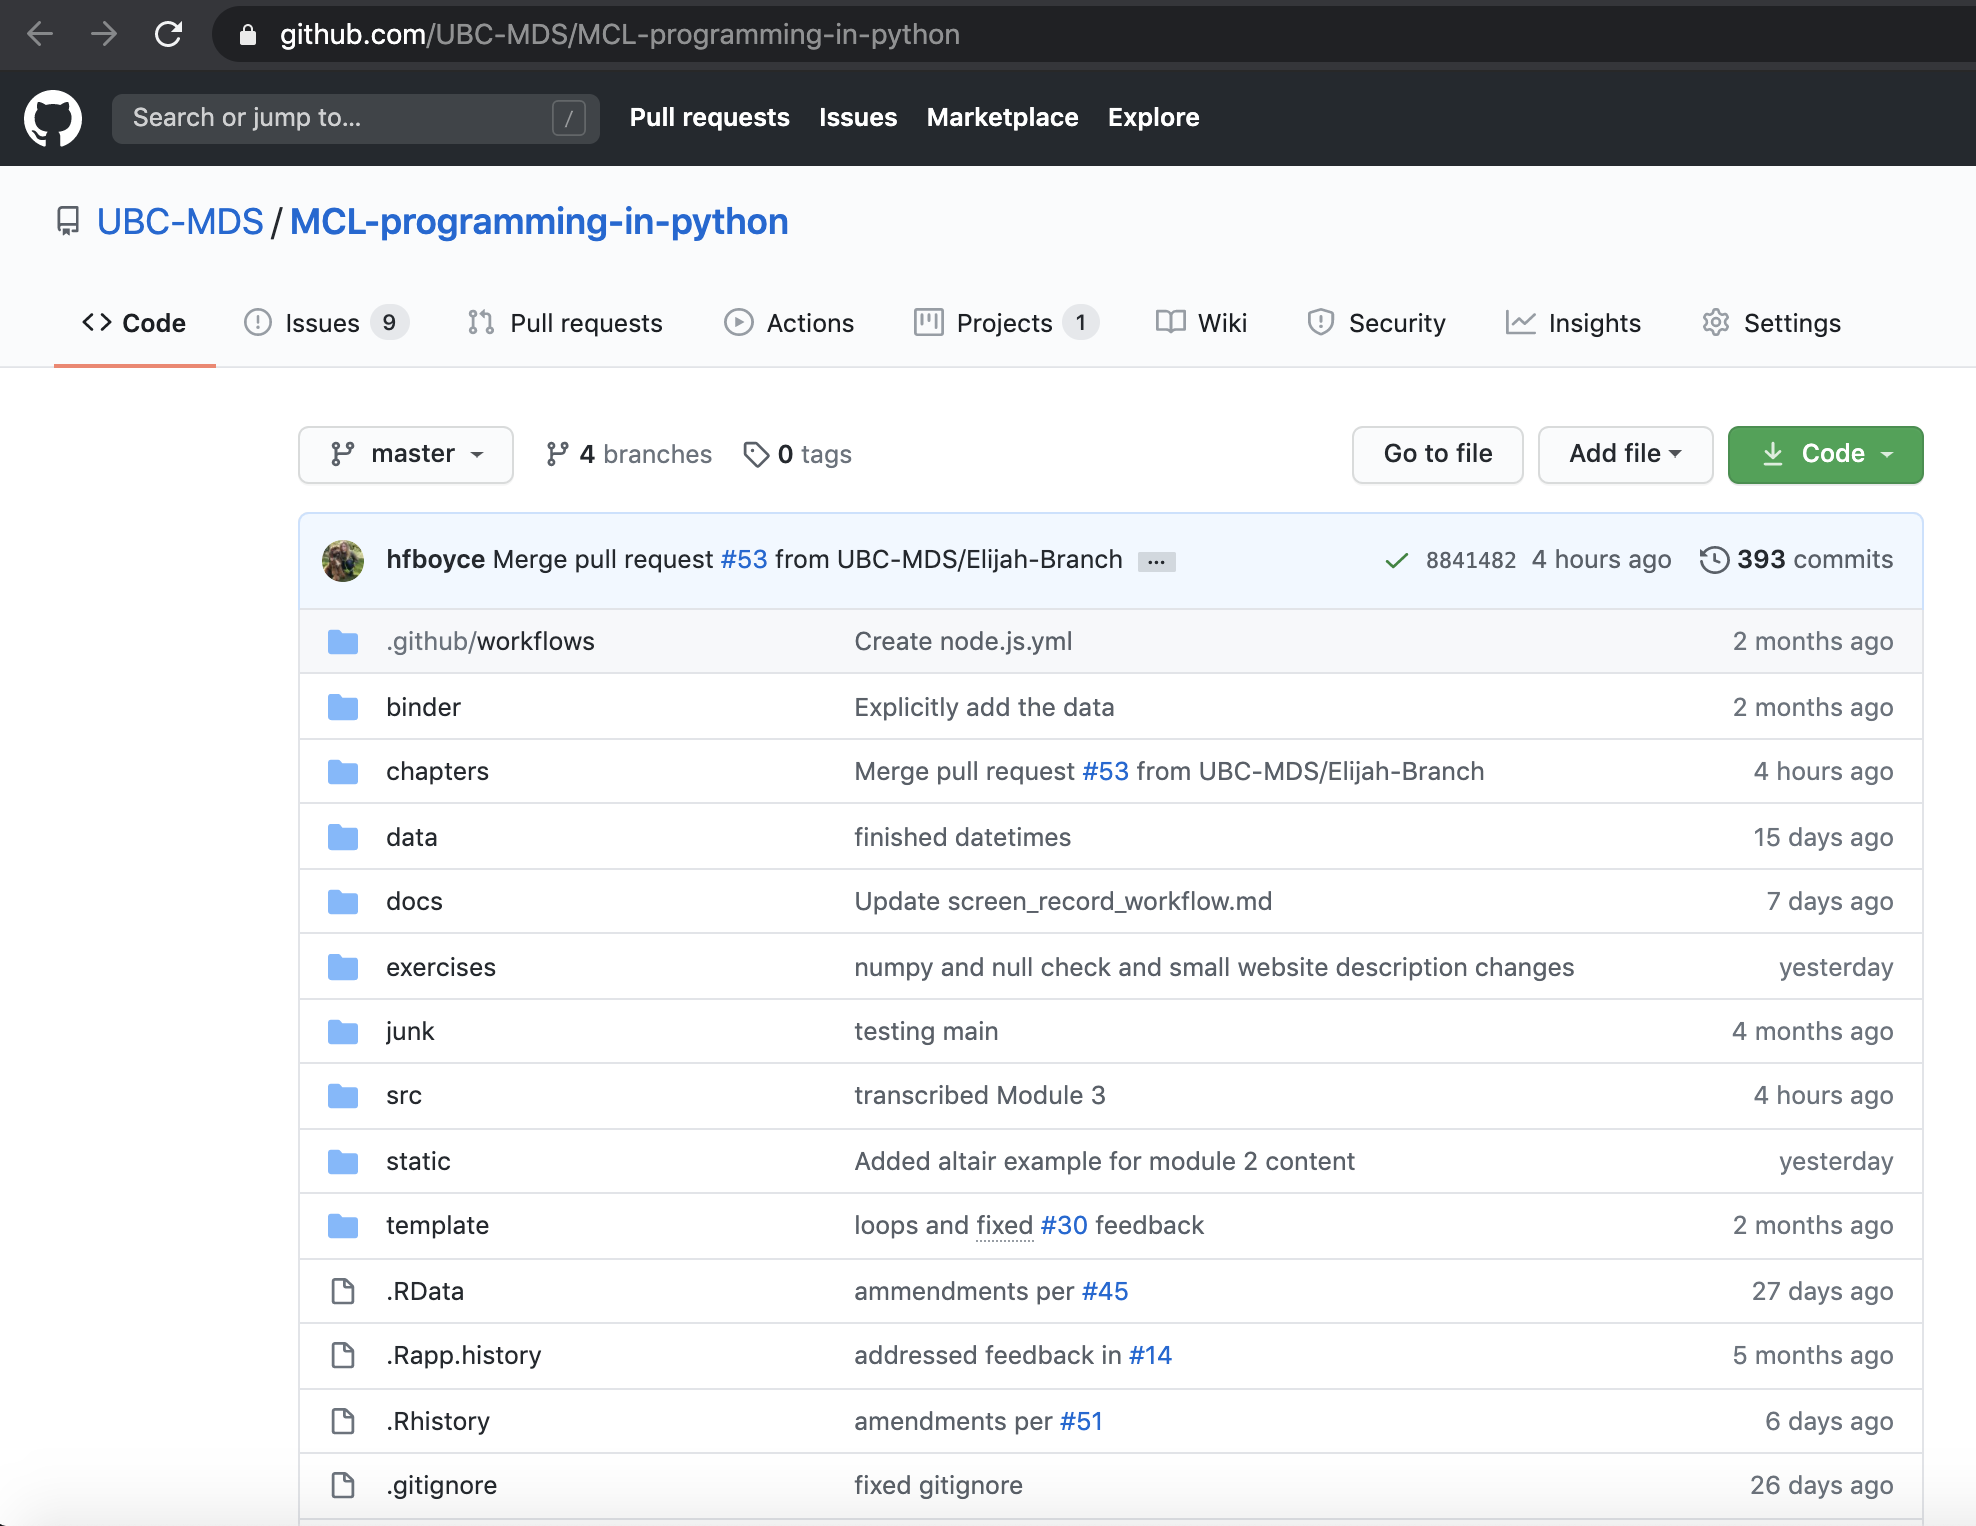 github.com/UBC-MDS/MCL-programming-in-python
Search or jump to... / Pull requests Issues Marketplace Explore
UBC-MDS / MCL-programming-in-python
<> Code Issues 9 Pull requests Actions Projects 1 Wiki Security Insights Settings
master 4 branches 0 tags Go to file Add file Code
hfboyce Merge pull request #53 from UBC-MDS/Elijah-Branch ... 8841482 4 hours ago 393 commits
.github/workflows Create node.js.yml 2 months ago
binder Explicitly add the data 2 months ago
chapters Merge pull request #53 from UBC-MDS/Elijah-Branch 4 hours ago
data finished datetimes 15 days ago
docs Update screen_record_workflow.md 7 days ago
exercises numpy and null check and small website description changes yesterday
junk testing main 4 months ago
src transcribed Module 3 4 hours ago
static Added altair example for module 2 content yesterday
template loops and fixed #30 feedback 2 months ago
.RData ammendments per #45 27 days ago
.Rapp.history addressed feedback in #14 5 months ago
.Rhistory amendments per #51 6 days ago
.gitignore fixed gitignore 26 days ago